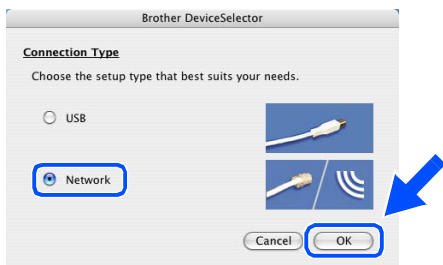 Brother DeviceSelector
Connection Type
Choose the setup type that best suits your needs.
USB
Network
Cancel
OK